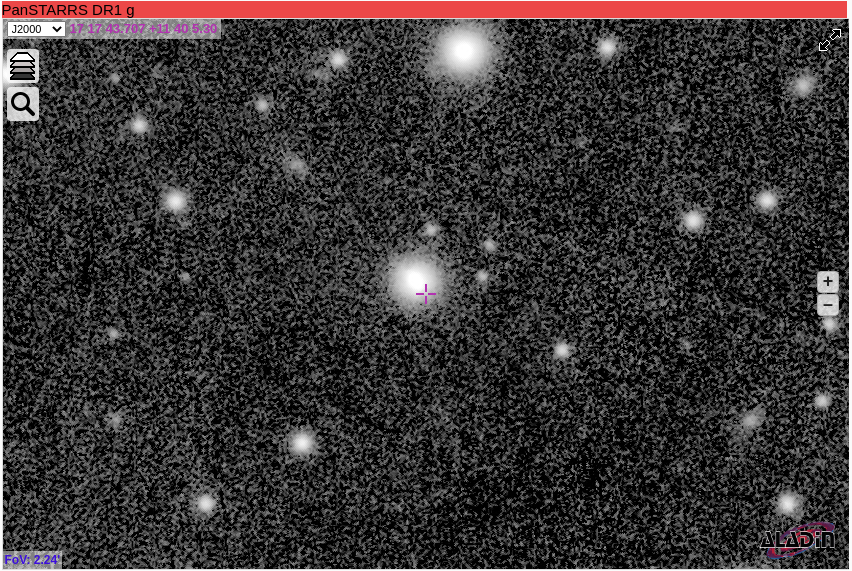 PanSTARRS DR1 g
J2000 17 17 43.707 +11 40 5.30
+
−
ALADIN
FoV: 2.24'